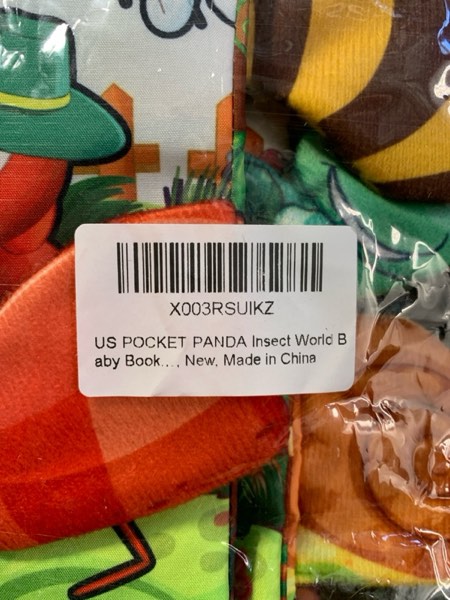 X003RSUIKZ
US POCKET PANDA Insect World B
aby Book..., New, Made in China